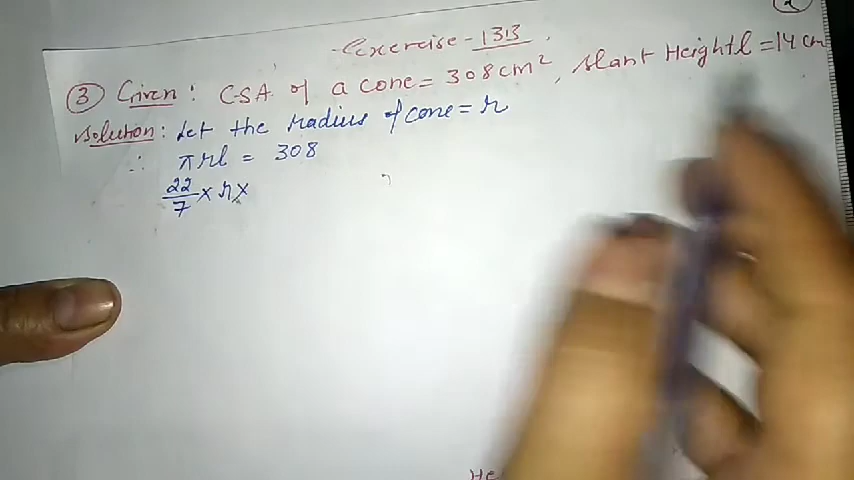 Exercise-13.3.
③ Given: CSA of a cone = 308 cm², slant Height l = 14 cm
Solution: Let the radius of cone = r
∴ πrl = 308
22/7 × r ×
He